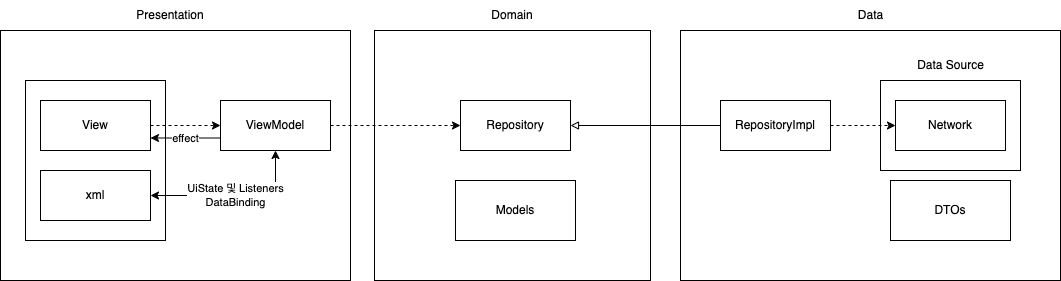 Presentation
Domain
Data
Data Source
View
ViewModel
Repository
RepositoryImpl
Network
effect
xml
UiState 및 Listeners
DataBinding
Models
DTOs